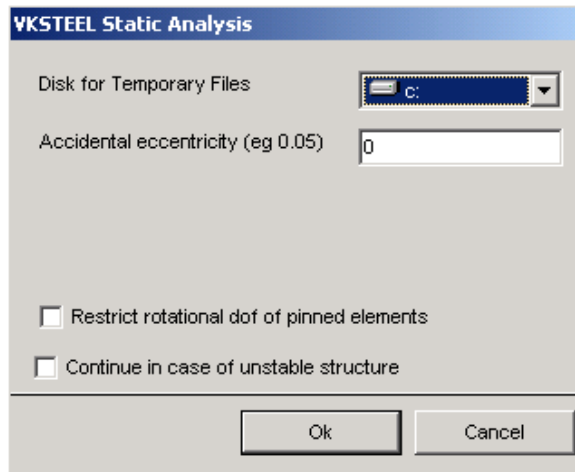 VKSTEEL Static Analysis
Disk for Temporary Files
c:
Accidental eccentricity (eg 0.05)
0
Restrict rotational dof of pinned elements
Continue in case of unstable structure
Ok
Cancel